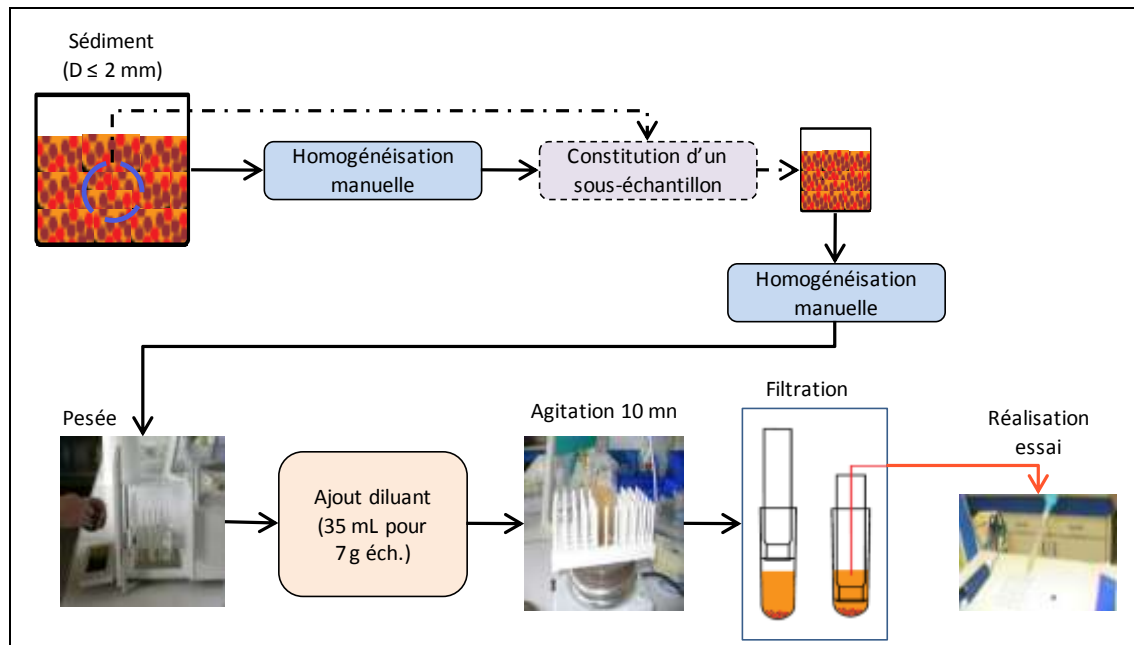 Sédiment
(D ≤ 2 mm)
Homogénéisation
manuelle
Constitution d’un
sous-échantillon
Homogénéisation
manuelle
Pesée
Ajout diluant
(35 mL pour
7 g éch.)
Agitation 10 mn
Filtration
Réalisation
essai